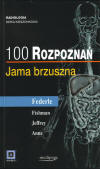 RADIOLOGIA
100 ROZPOZNAŃ
Jama brzuszna
Federle
Fishman
Jeffrey
Anne